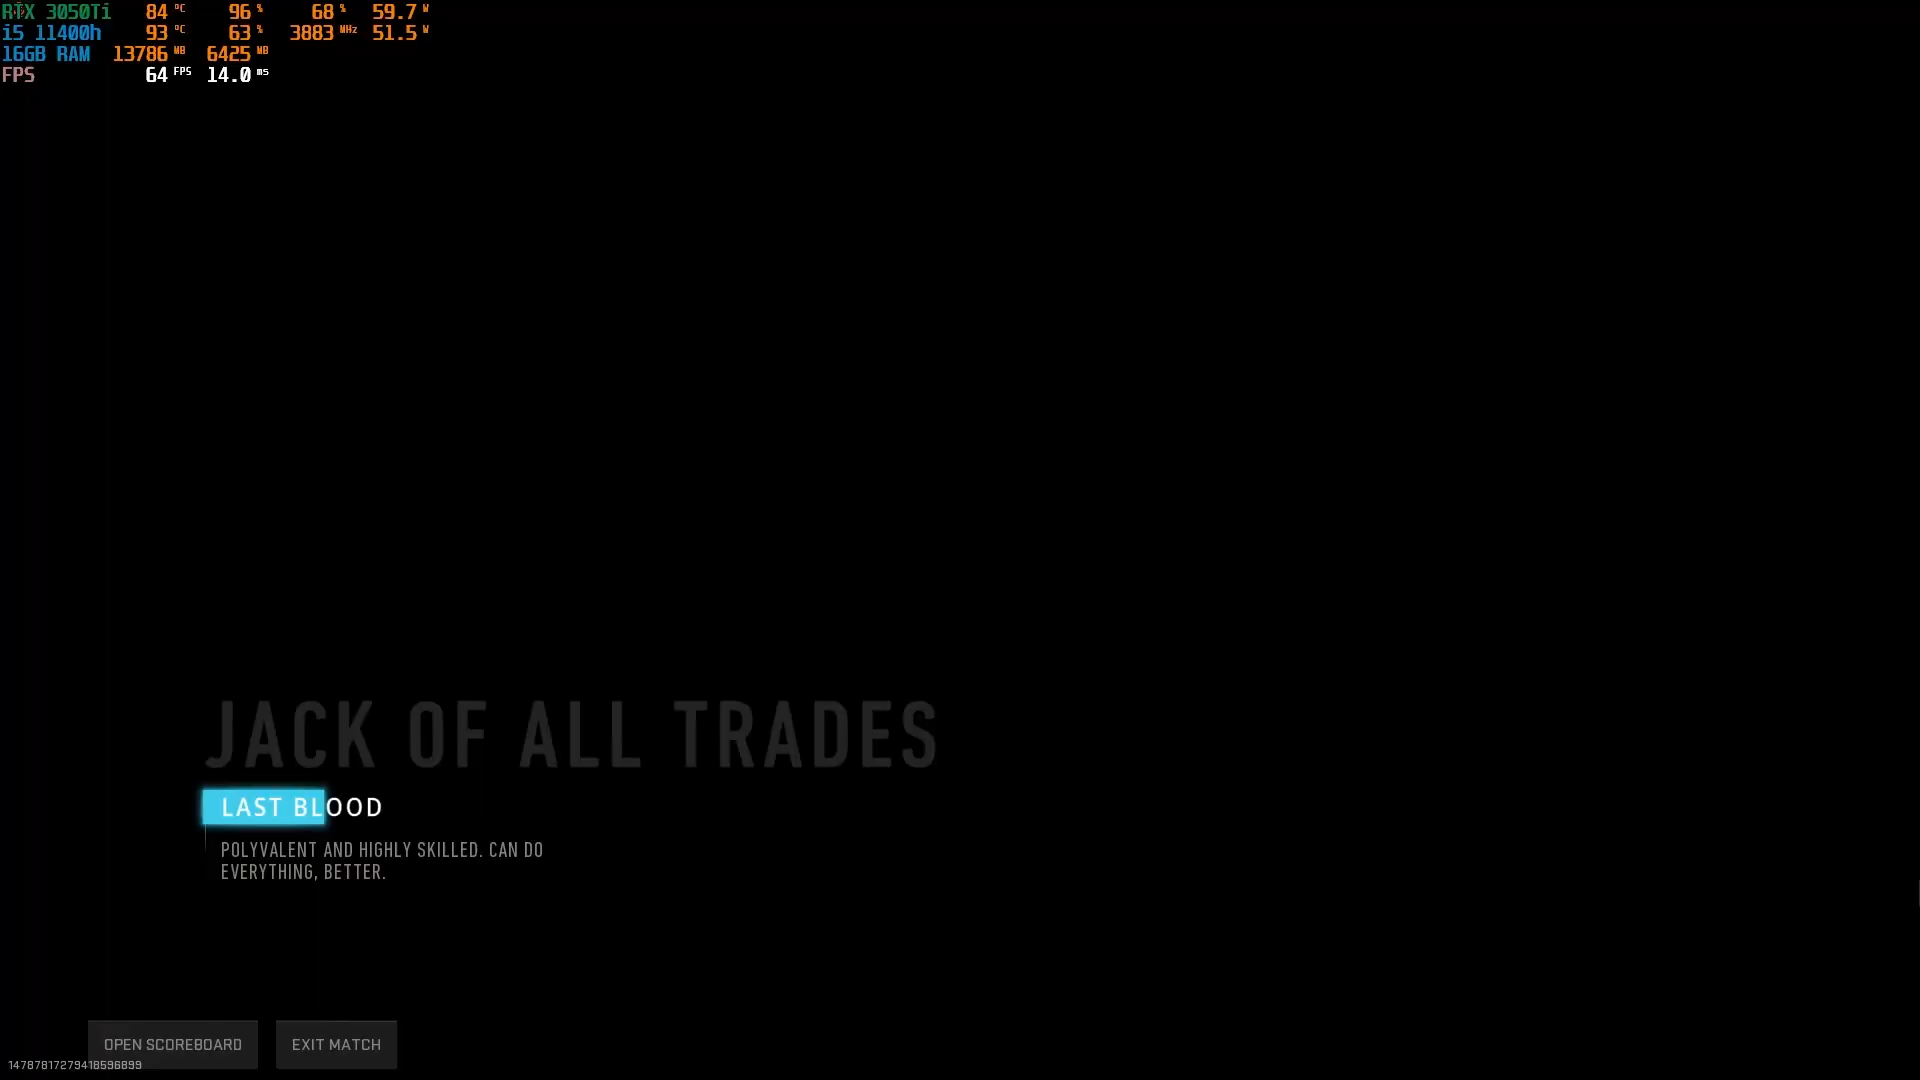 RTX 3050Ti 84 °C 96 % 68 % 59.7 W
i5 11400h 93 °C 63 % 3883 MHz 51.5 W
16GB RAM 13786 MB 6425 MB
FPS 64 FPS 14.0 ms
JACK OF ALL TRADES
LAST BLOOD
POLYVALENT AND HIGHLY SKILLED. CAN DO
EVERYTHING, BETTER.
OPEN SCOREBOARD EXIT MATCH
14787817279418596899